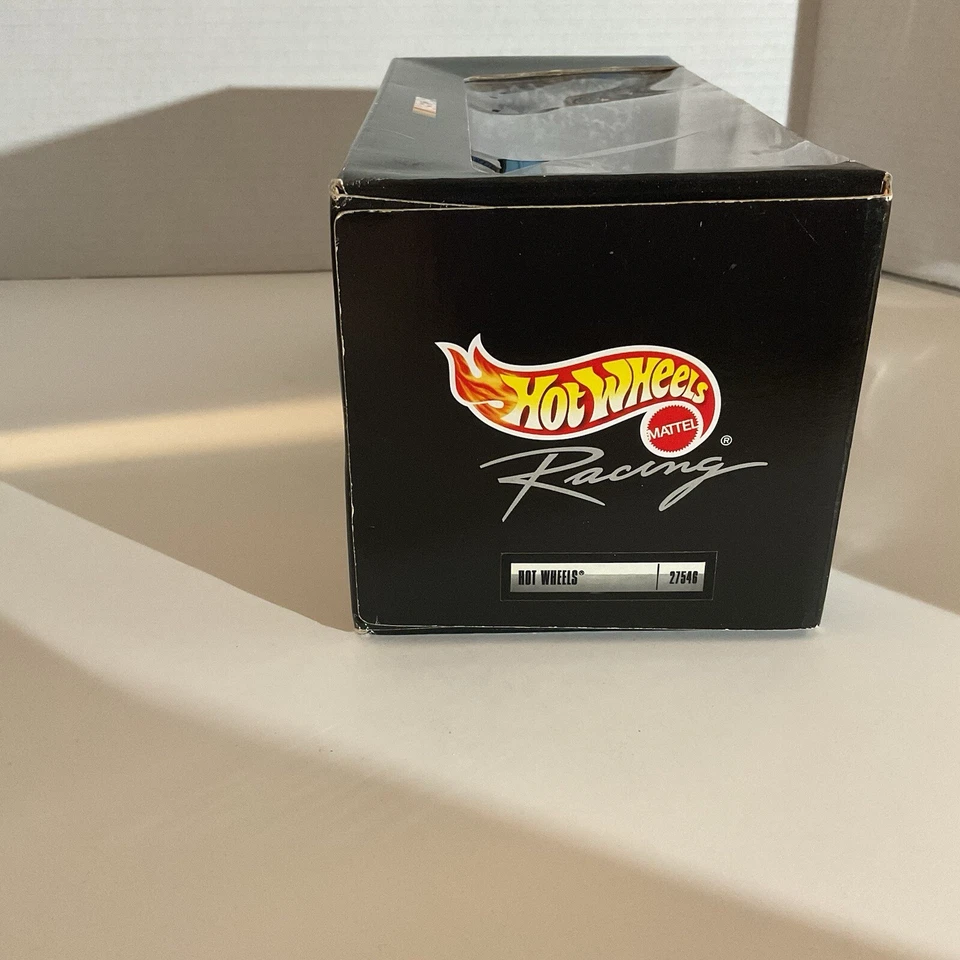 HOT WHEELS
MATTEL
®
Racing
HOT WHEELS® 27546